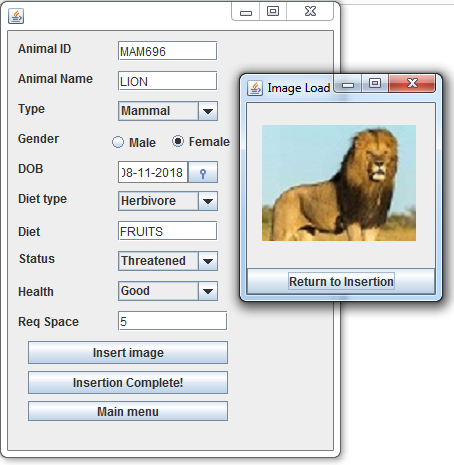 Animal ID MAM696
Animal Name LION
Type Mammal
Gender Male Female
DOB 08-11-2018
Diet type Herbivore
Diet FRUITS
Status Threatened
Health Good
Req Space 5
Insert image
Insertion Complete!
Main menu
Image Load
Return to Insertion